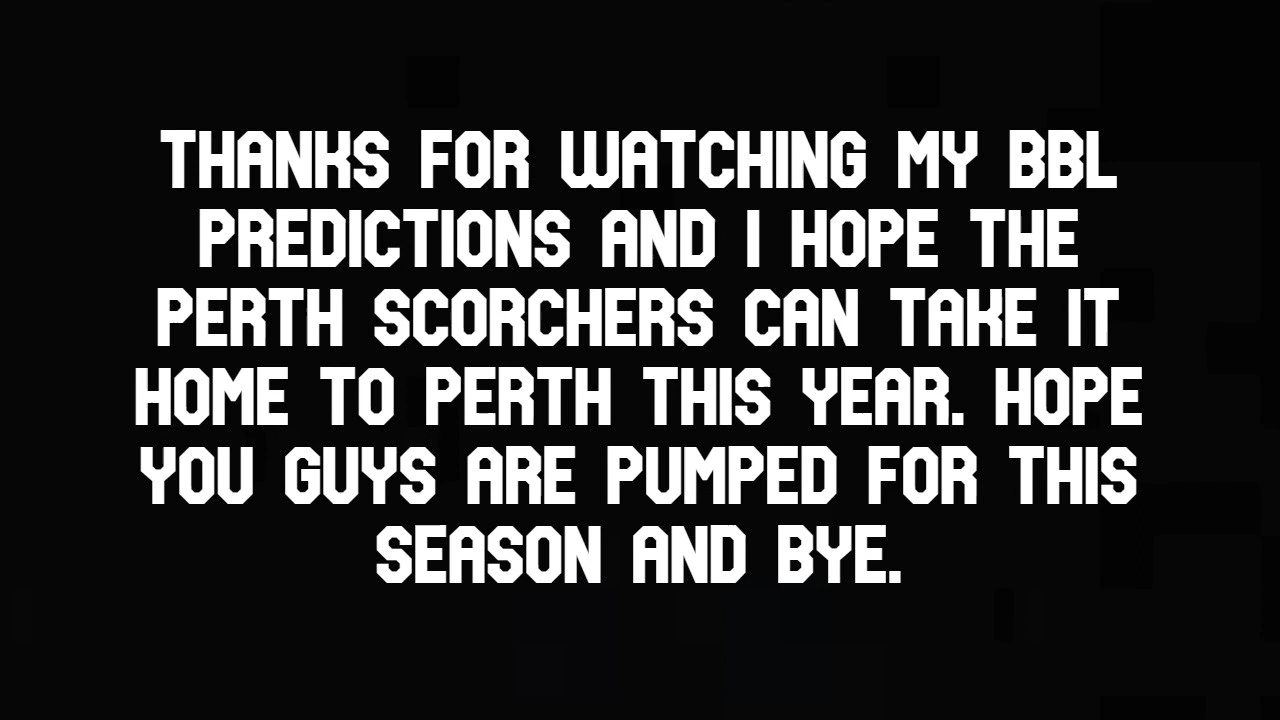 THANKS FOR WATCHING MY BBL
PREDICTIONS AND I HOPE THE
PERTH SCORCHERS CAN TAKE IT
HOME TO PERTH THIS YEAR. HOPE
YOU GUYS ARE PUMPED FOR THIS
SEASON AND BYE.